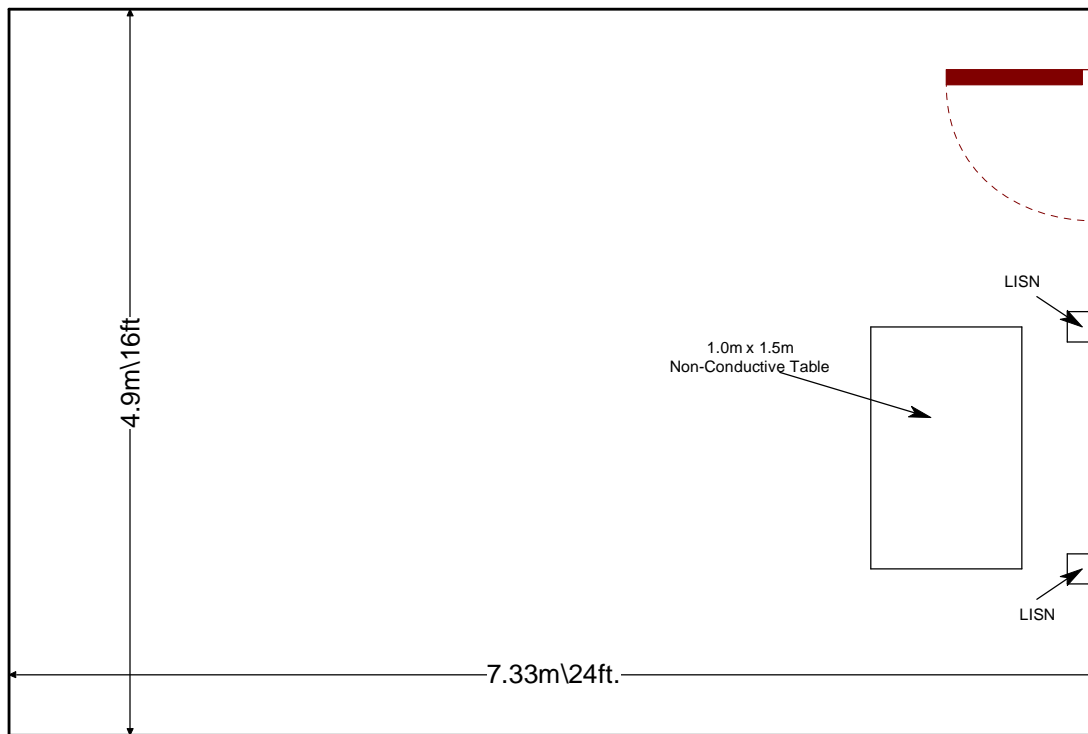 LISN
1.0m x 1.5m
Non-Conductive Table
4.9m\16ft
LISN
7.33m\24ft.